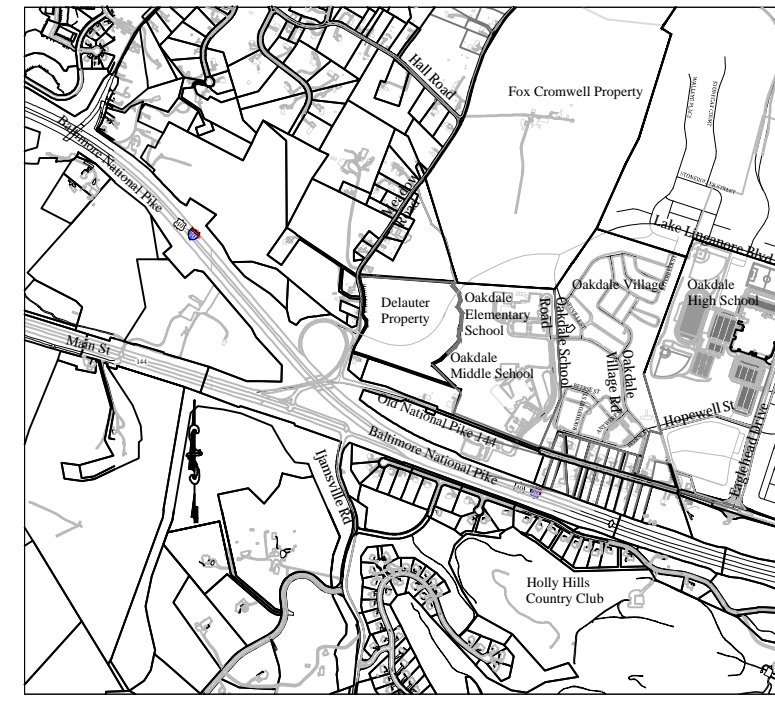 Hall Road
Fox Cromwell Property
Baltimore National Pike
Meadow
Road
Lake Linganore Blvd
Oakdale Village
Oakdale
High School
Delauter
Property
Oakdale
Elementary
School
Oakdale
Middle School
Oakdale School
Road
Oakdale
Village Rd
Main St
144
Old National Pike 144
Hopewell St
Eaglehead Drive
Baltimore National Pike
Ijamsville Rd
Holly Hills
Country Club